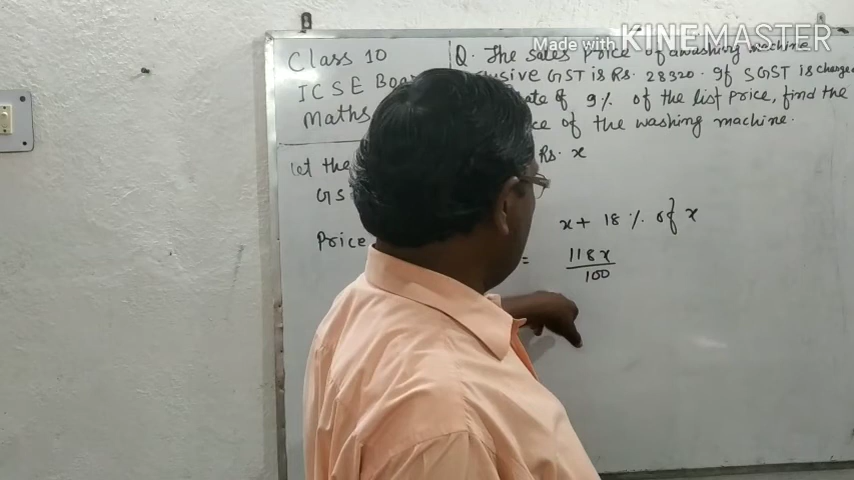 Made with KINEMASTER
Class 10
ICSE Boa
Maths
Q. The sales price of a washing machine
usive GST is Rs. 28320. If SGST is charged
ate of 9% of the list price, find the
ce of the washing machine.
Let the Rs. x
GS
x + 18 % of x
Price = 118x
100